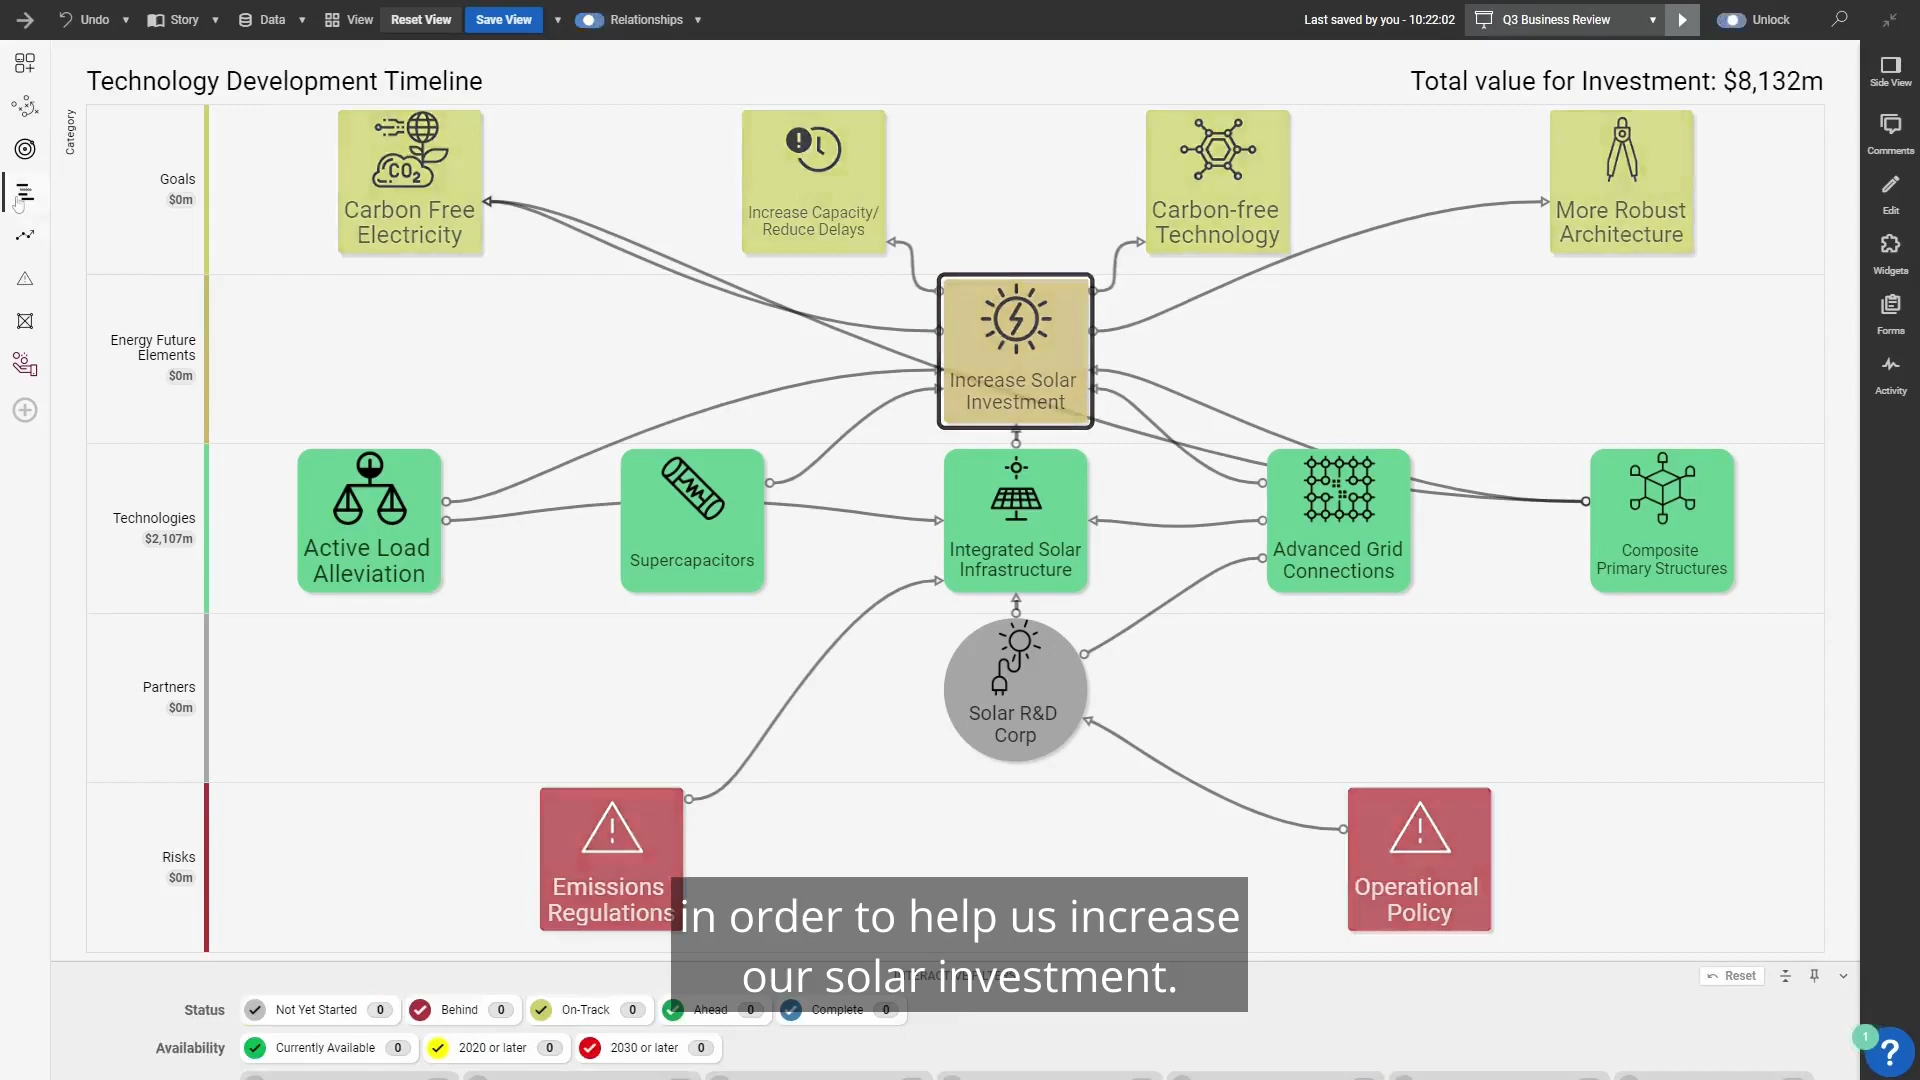 Undo
Story
Data
View
Reset View
Save View
Relationships
Last saved by you - 10:22:02
Q3 Business Review
Unlock
Technology Development Timeline
Total value for Investment: $8,132m
Category
Goals
$0m
Carbon Free
Electricity
CO2
Increase Capacity/
Reduce Delays
Carbon-free
Technology
More Robust
Architecture
Energy Future
Elements
$0m
Increase Solar
Investment
Technologies
$2,107m
Active Load
Alleviation
Supercapacitors
Integrated Solar
Infrastructure
Advanced Grid
Connections
Composite
Primary Structures
Partners
$0m
Solar R&D
Corp
Risks
$0m
Emissions
Regulations
Operational
Policy
in order to help us increase
our solar investment.
Reset
Status
Not Yet Started 0
Behind 0
On-Track 0
Ahead 0
Complete 0
Availability
Currently Available 0
2020 or later 0
2030 or later 0
Side View
Comments
Edit
Widgets
Forms
Activity
1
?